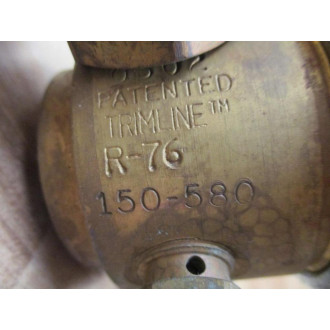 PATENTED
TRIMLINE™
R-76
150-580